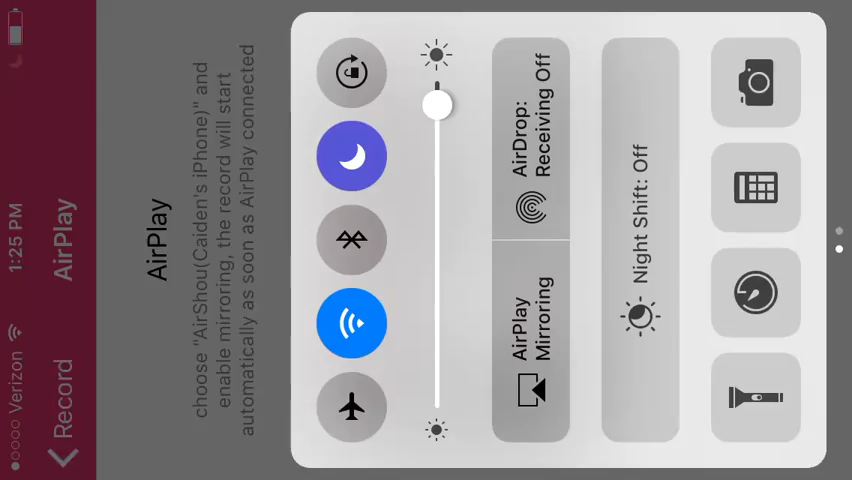 ●○○○○ Verizon 1:25 PM
Record AirPlay
AirPlay
choose "AirShou(Caiden's iPhone)" and
enable mirroring, the record will start
automatically as soon as AirPlay connected
AirPlay
Mirroring
AirDrop:
Receiving Off
Night Shift: Off